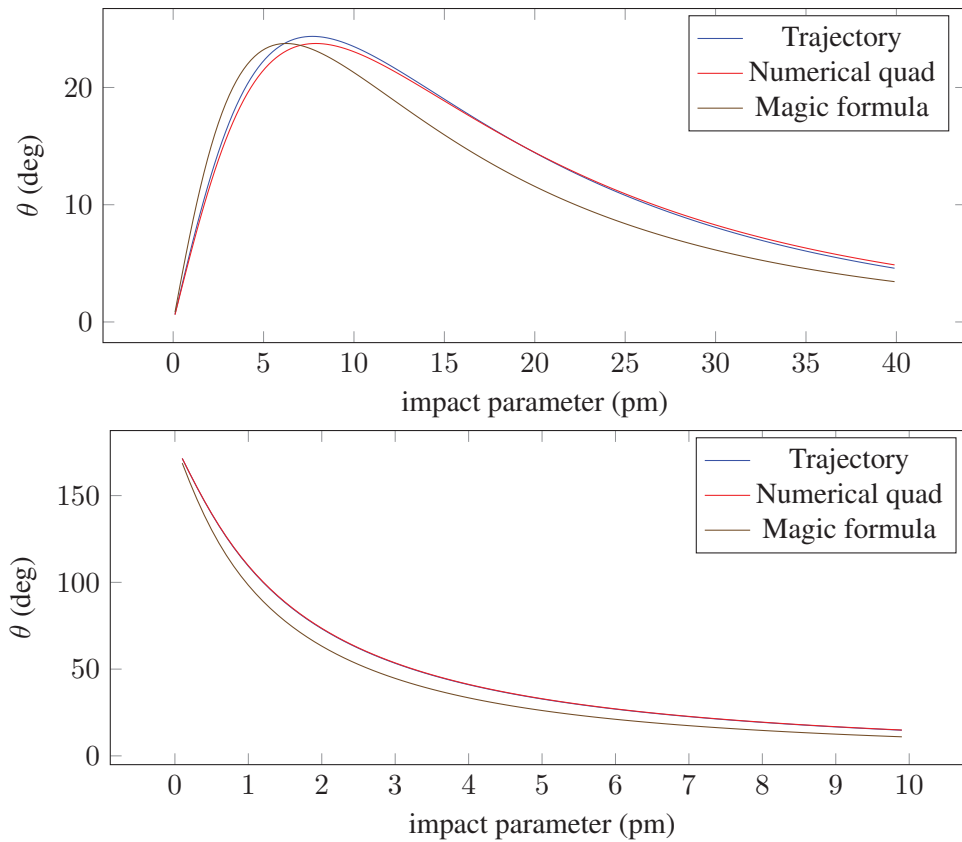 Trajectory
Numerical quad
Magic formula
θ (deg)
20
10
0
0 5 10 15 20 25 30 35 40
impact parameter (pm)
Trajectory
Numerical quad
Magic formula
θ (deg)
150
100
50
0
0 1 2 3 4 5 6 7 8 9 10
impact parameter (pm)